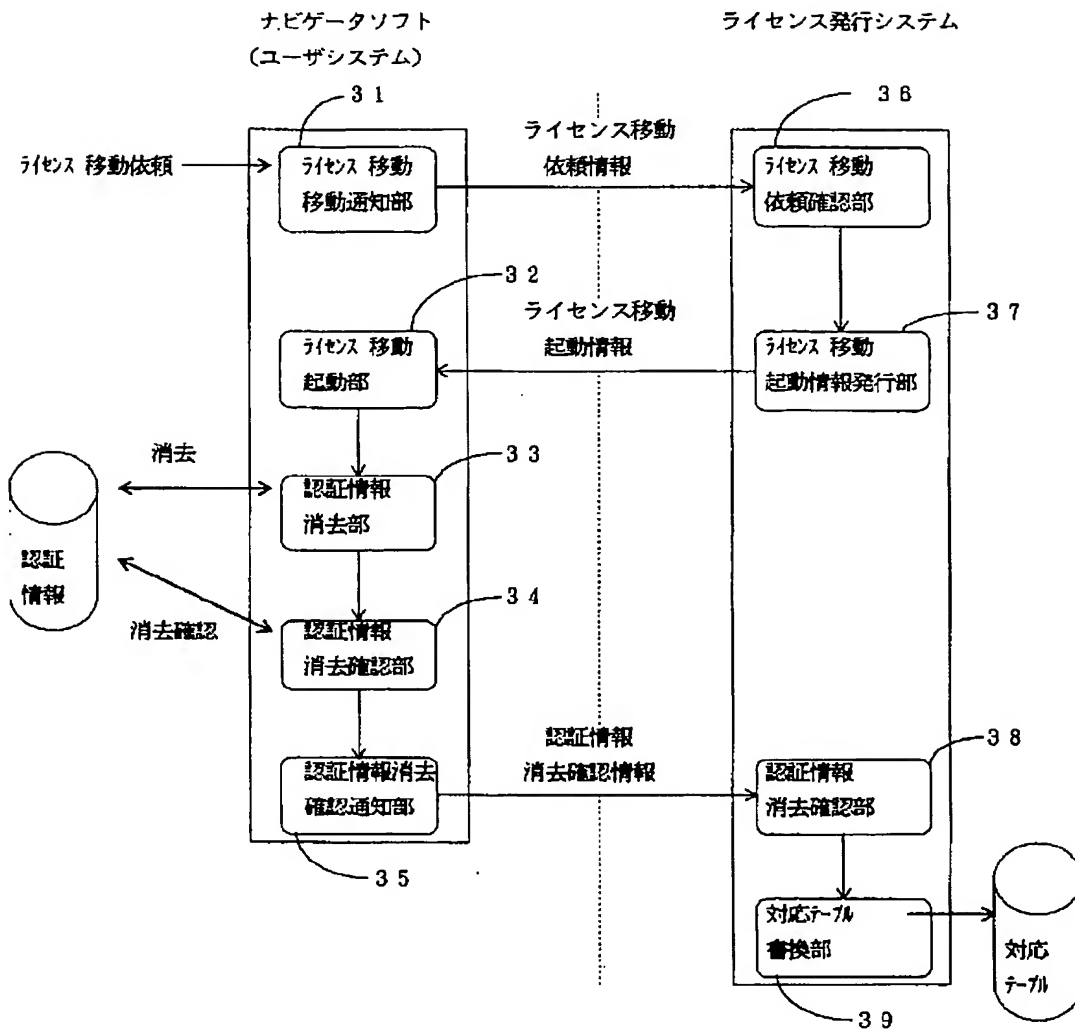 ナビゲータソフト
(ユーザシステム)
ライセンス発行システム
31
36
ライセンス 移動依頼
ライセンス 移動
移動通知部
ライセンス移動
依頼情報
ライセンス 移動
依頼確認部
32
37
ライセンス 移動
起動部
ライセンス移動
起動情報
ライセンス 移動
起動情報発行部
消去
33
認証情報
消去部
認証
情報
34
消去確認
認証情報
消去確認部
認証情報
消去確認情報
38
認証情報消去
確認通知部
認証情報
消去確認部
35
対応テーブル
書換部
対応
テーブル
39